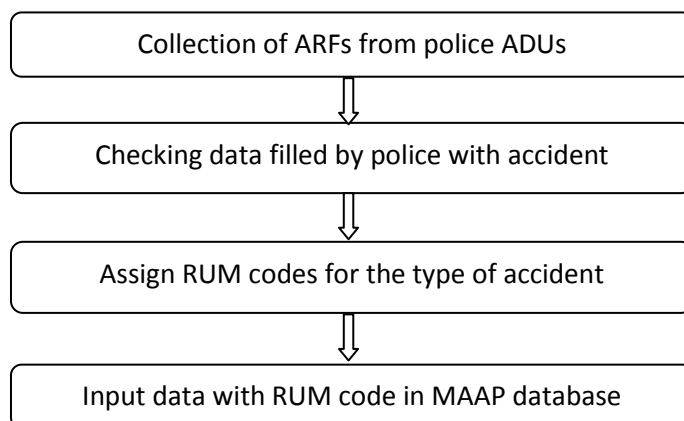 Collection of ARFs from police ADUs
Checking data filled by police with accident
Assign RUM codes for the type of accident
Input data with RUM code in MAAP database